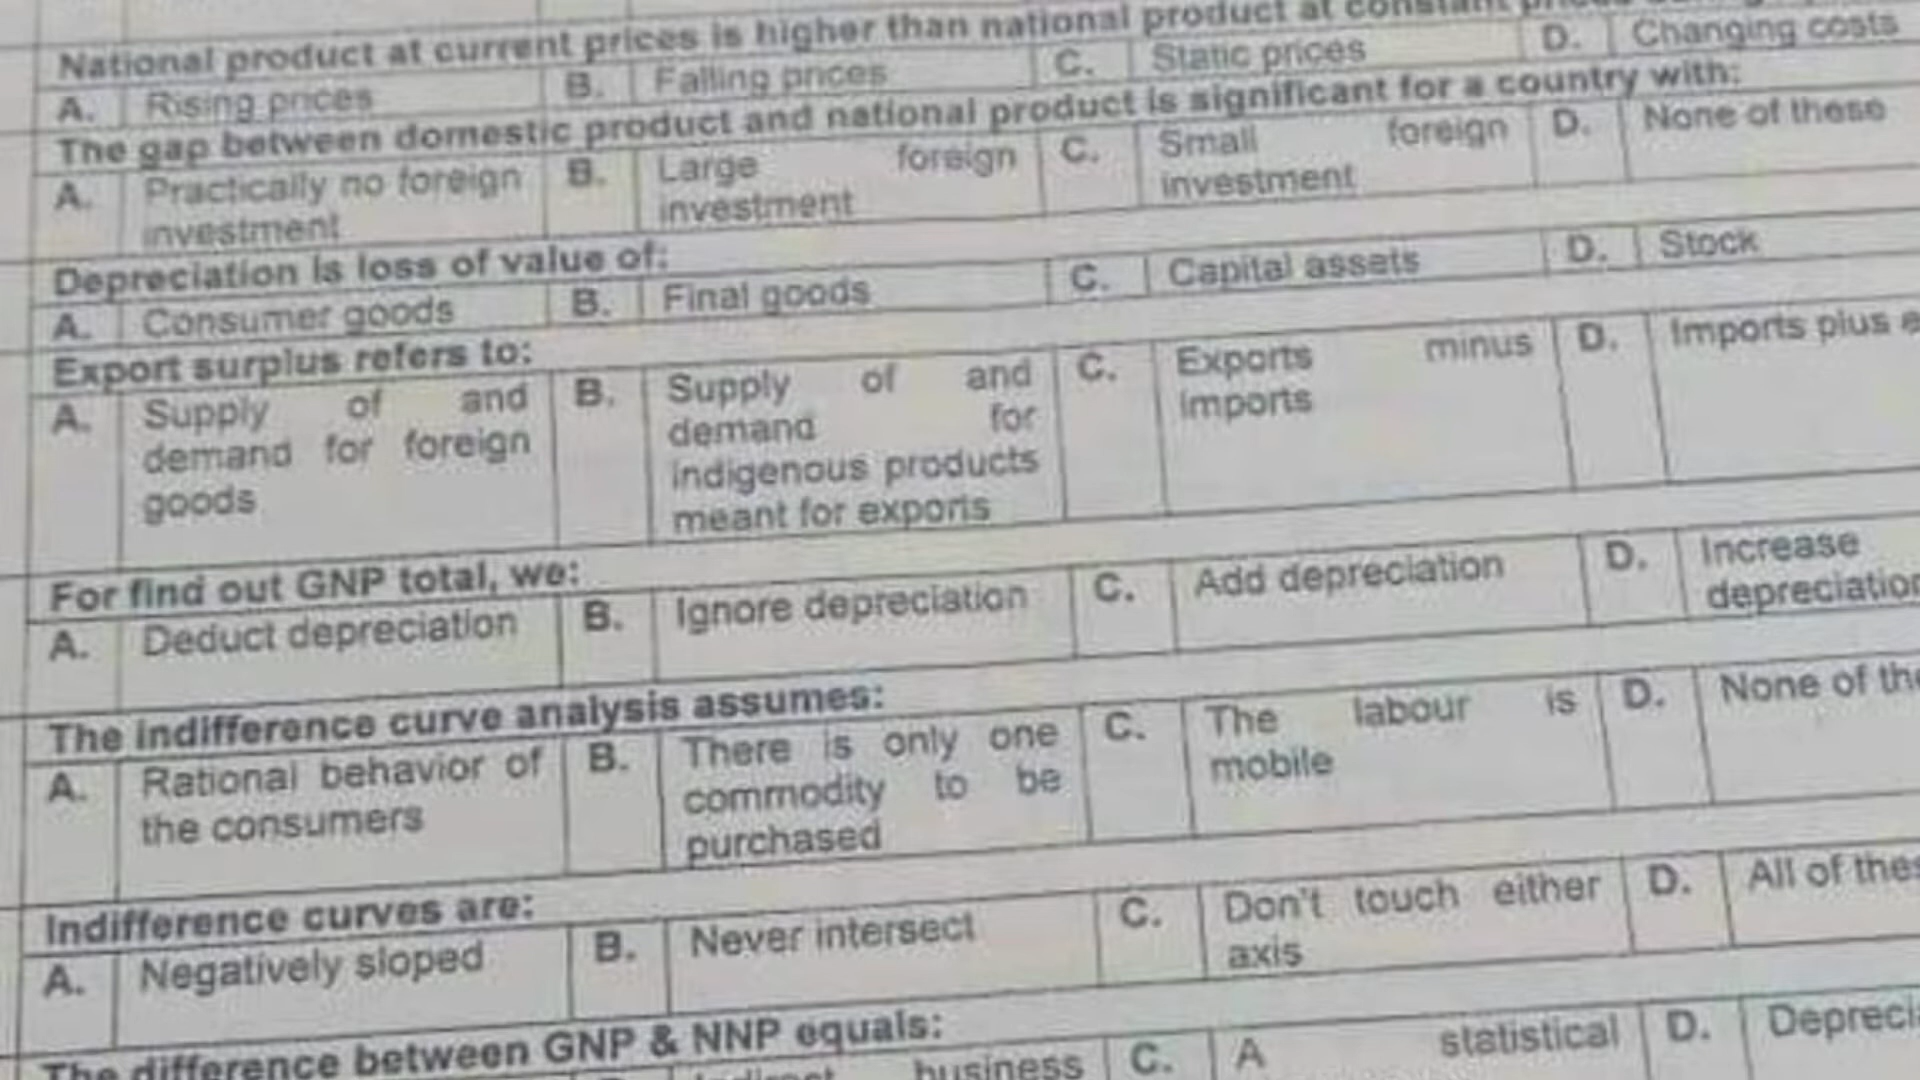 National product at current prices is higher than national product at constant
A. Rising prices B. Falling prices C. Static prices D. Changing costs
The gap between domestic product and national product is significant for a country with:
A. Practically no foreign investment B. Large foreign investment C. Small foreign investment D. None of these
Depreciation is loss of value of:
A. Consumer goods B. Final goods C. Capital assets D. Stock
Export surplus refers to:
A. Supply of and demand for foreign goods B. Supply of and demand for indigenous products meant for exports C. Exports minus imports D. Imports plus
For find out GNP total, we:
A. Deduct depreciation B. Ignore depreciation C. Add depreciation D. Increase depreciation
The indifference curve analysis assumes:
A. Rational behavior of the consumers B. There is only one commodity to be purchased C. The labour is mobile D. None of
Indifference curves are:
A. Negatively sloped B. Never intersect C. Don't touch either axis D. All of
The difference between GNP & NNP equals:
business C. A statistical D.